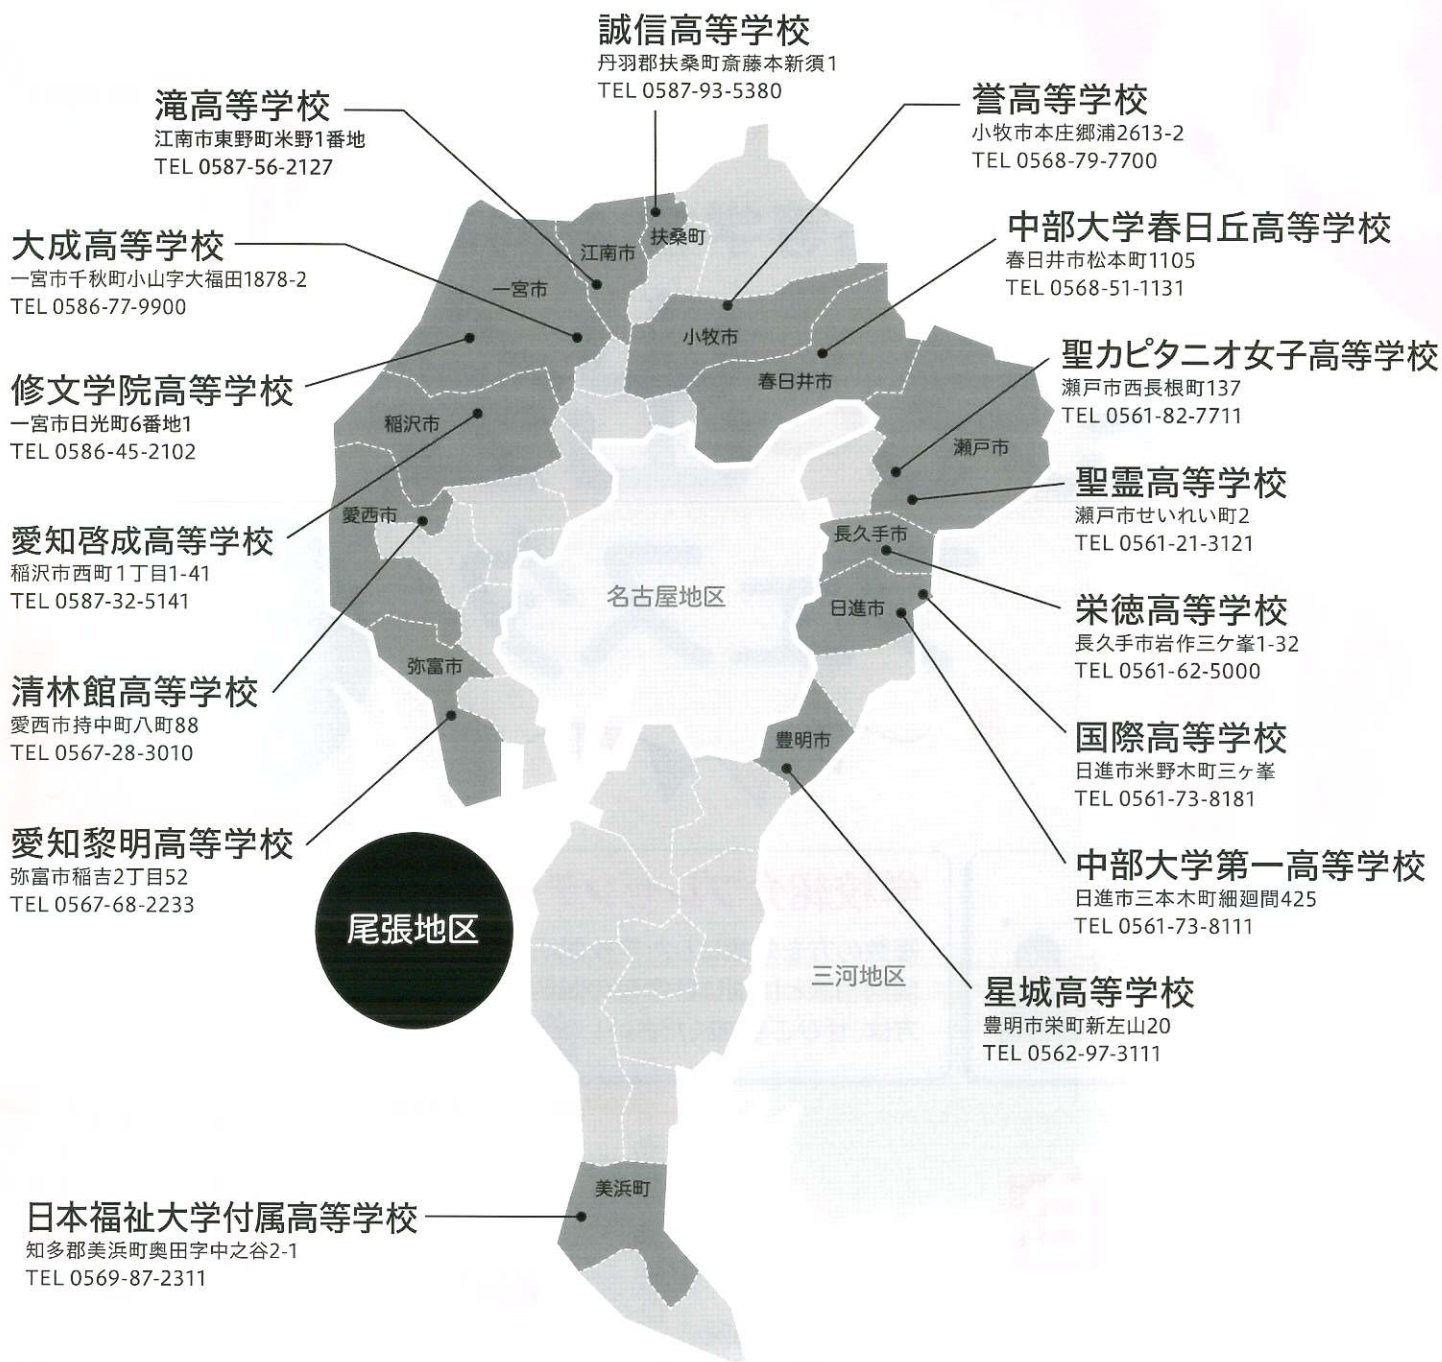 誠信高等学校
丹羽郡扶桑町斎藤本新須1
TEL 0587-93-5380
滝高等学校
江南市東野町米野1番地
TEL 0587-56-2127
誉高等学校
小牧市本庄郷浦2613-2
TEL 0568-79-7700
大成高等学校
一宮市千秋町小山字大福田1878-2
TEL 0586-77-9900
中部大学春日丘高等学校
春日井市松本町1105
TEL 0568-51-1131
修文学院高等学校
一宮市日光町6番地1
TEL 0586-45-2102
聖カピタニオ女子高等学校
瀬戸市西長根町137
TEL 0561-82-7711
聖霊高等学校
瀬戸市せいれい町2
TEL 0561-21-3121
愛知啓成高等学校
稲沢市西町1丁目1-41
TEL 0587-32-5141
栄徳高等学校
長久手市岩作三ケ峯1-32
TEL 0561-62-5000
清林館高等学校
愛西市持中町八町88
TEL 0567-28-3010
国際高等学校
日進市米野木町三ヶ峯
TEL 0561-73-8181
愛知黎明高等学校
弥富市稲吉2丁目52
TEL 0567-68-2233
中部大学第一高等学校
日進市三本木町細廻間425
TEL 0561-73-8111
星城高等学校
豊明市栄町新左山20
TEL 0562-97-3111
日本福祉大学付属高等学校
知多郡美浜町奥田字中之谷2-1
TEL 0569-87-2311
扶桑町
江南市
一宮市
小牧市
春日井市
稲沢市
瀬戸市
愛西市
長久手市
名古屋地区
日進市
弥富市
豊明市
尾張地区
三河地区
美浜町